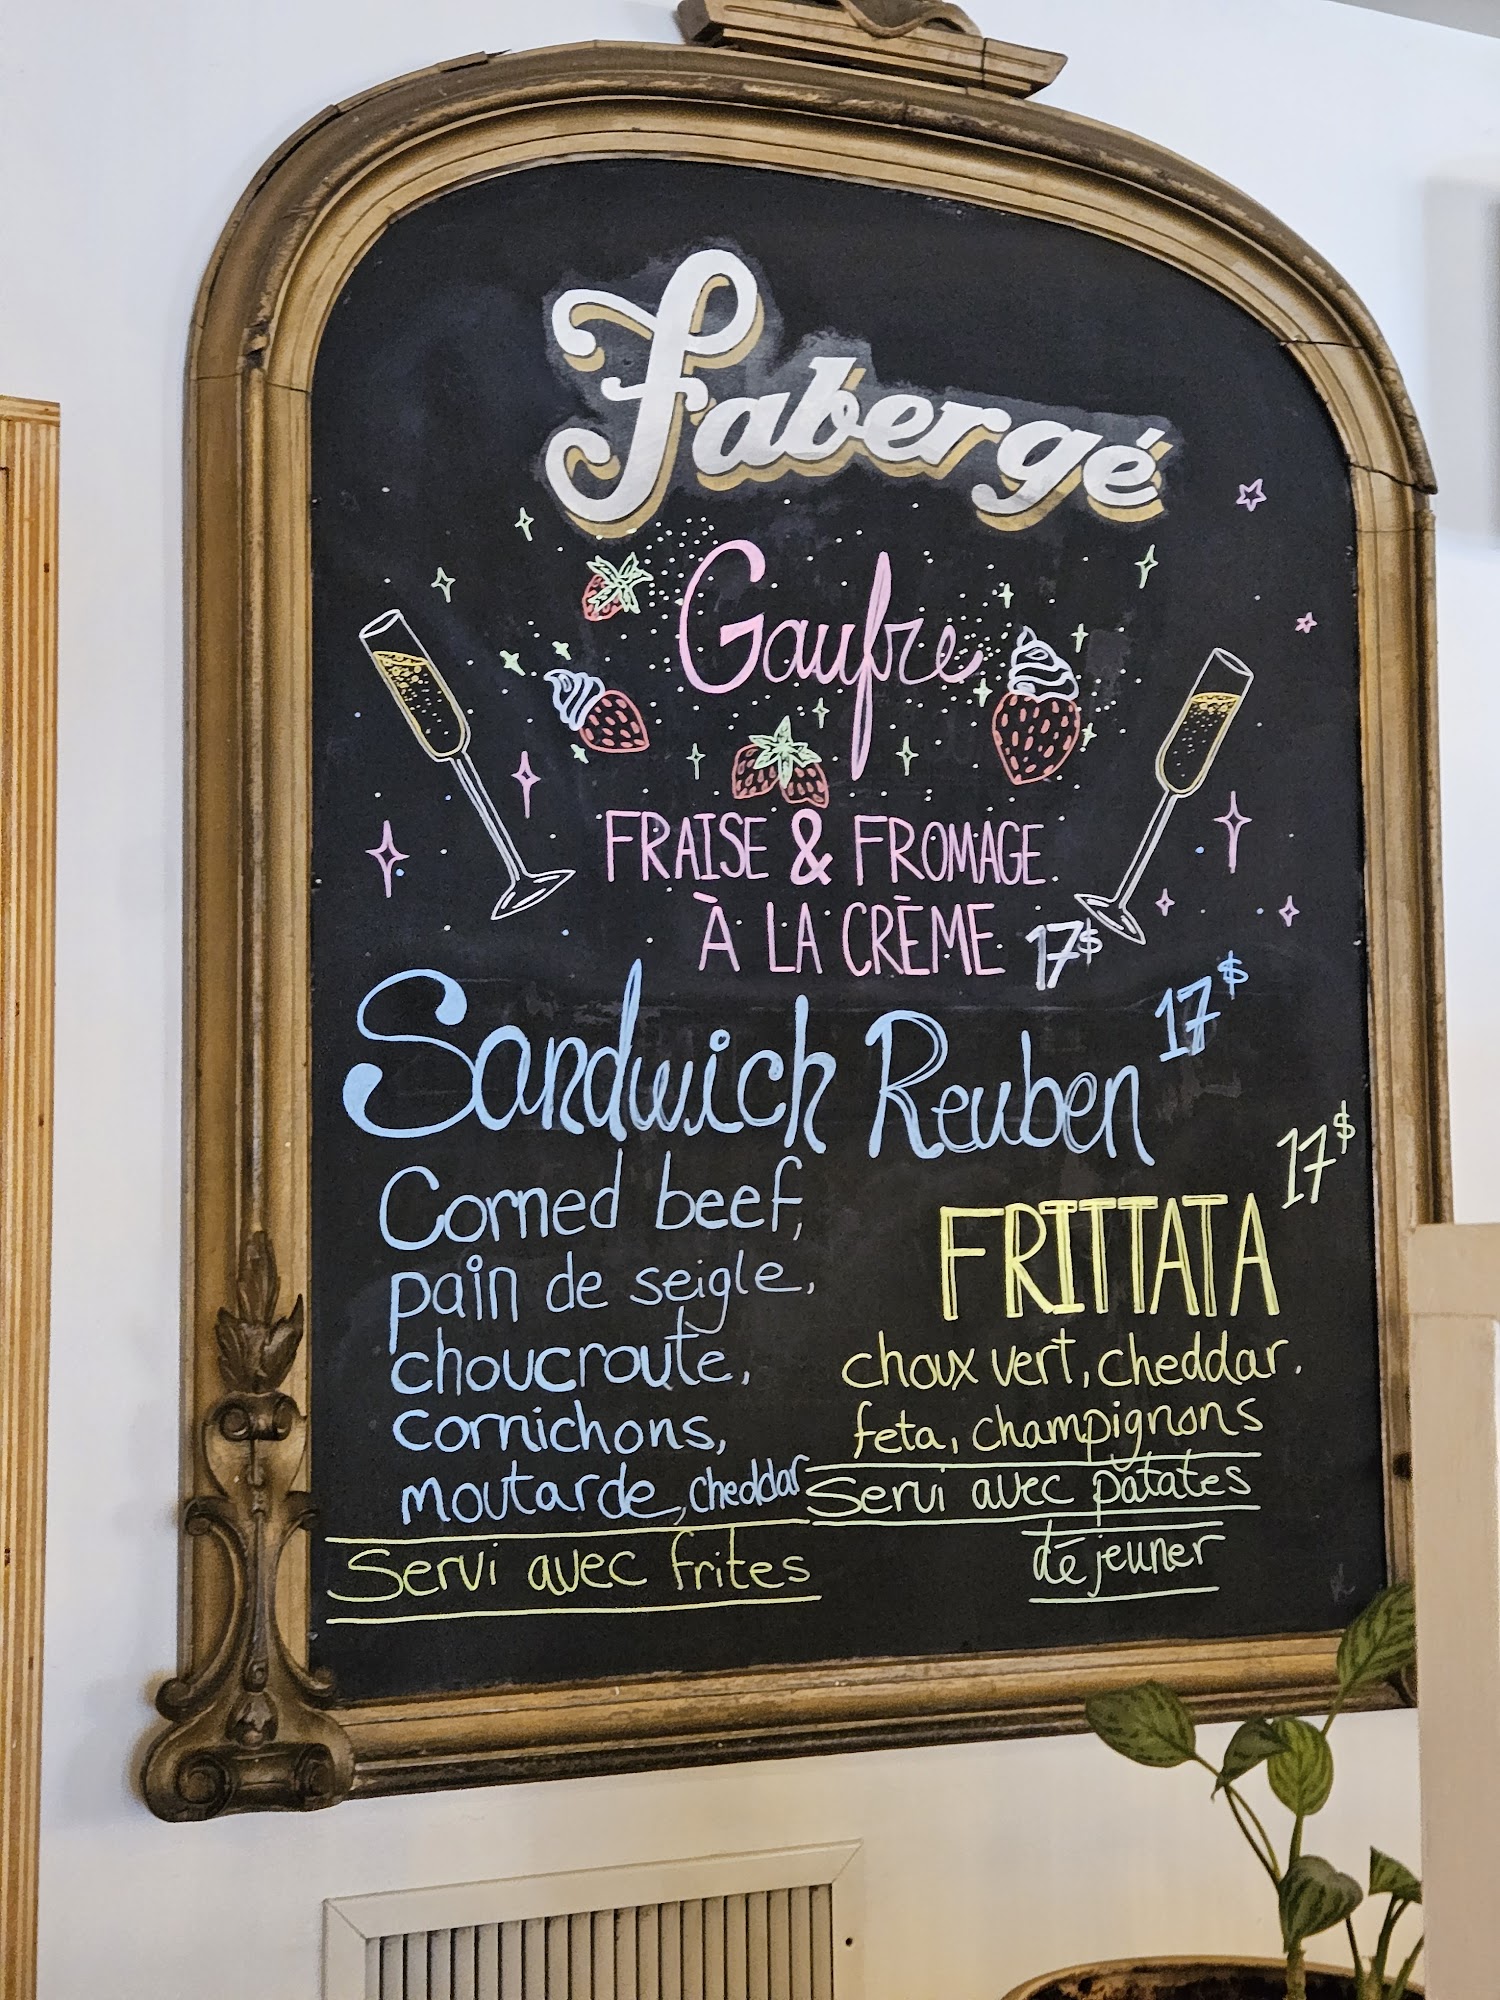 Fabergé
Gaufre
FRAISE & FROMAGE
À LA CRÈME 17$
Sandwich Reuben 17$
Corned beef,
pain de seigle,
choucroute,
cornichons,
moutarde, cheddar
Servi avec frites
FRITTATA 17$
choux vert, cheddar,
feta, champignons
Servi avec patates
déjeuner